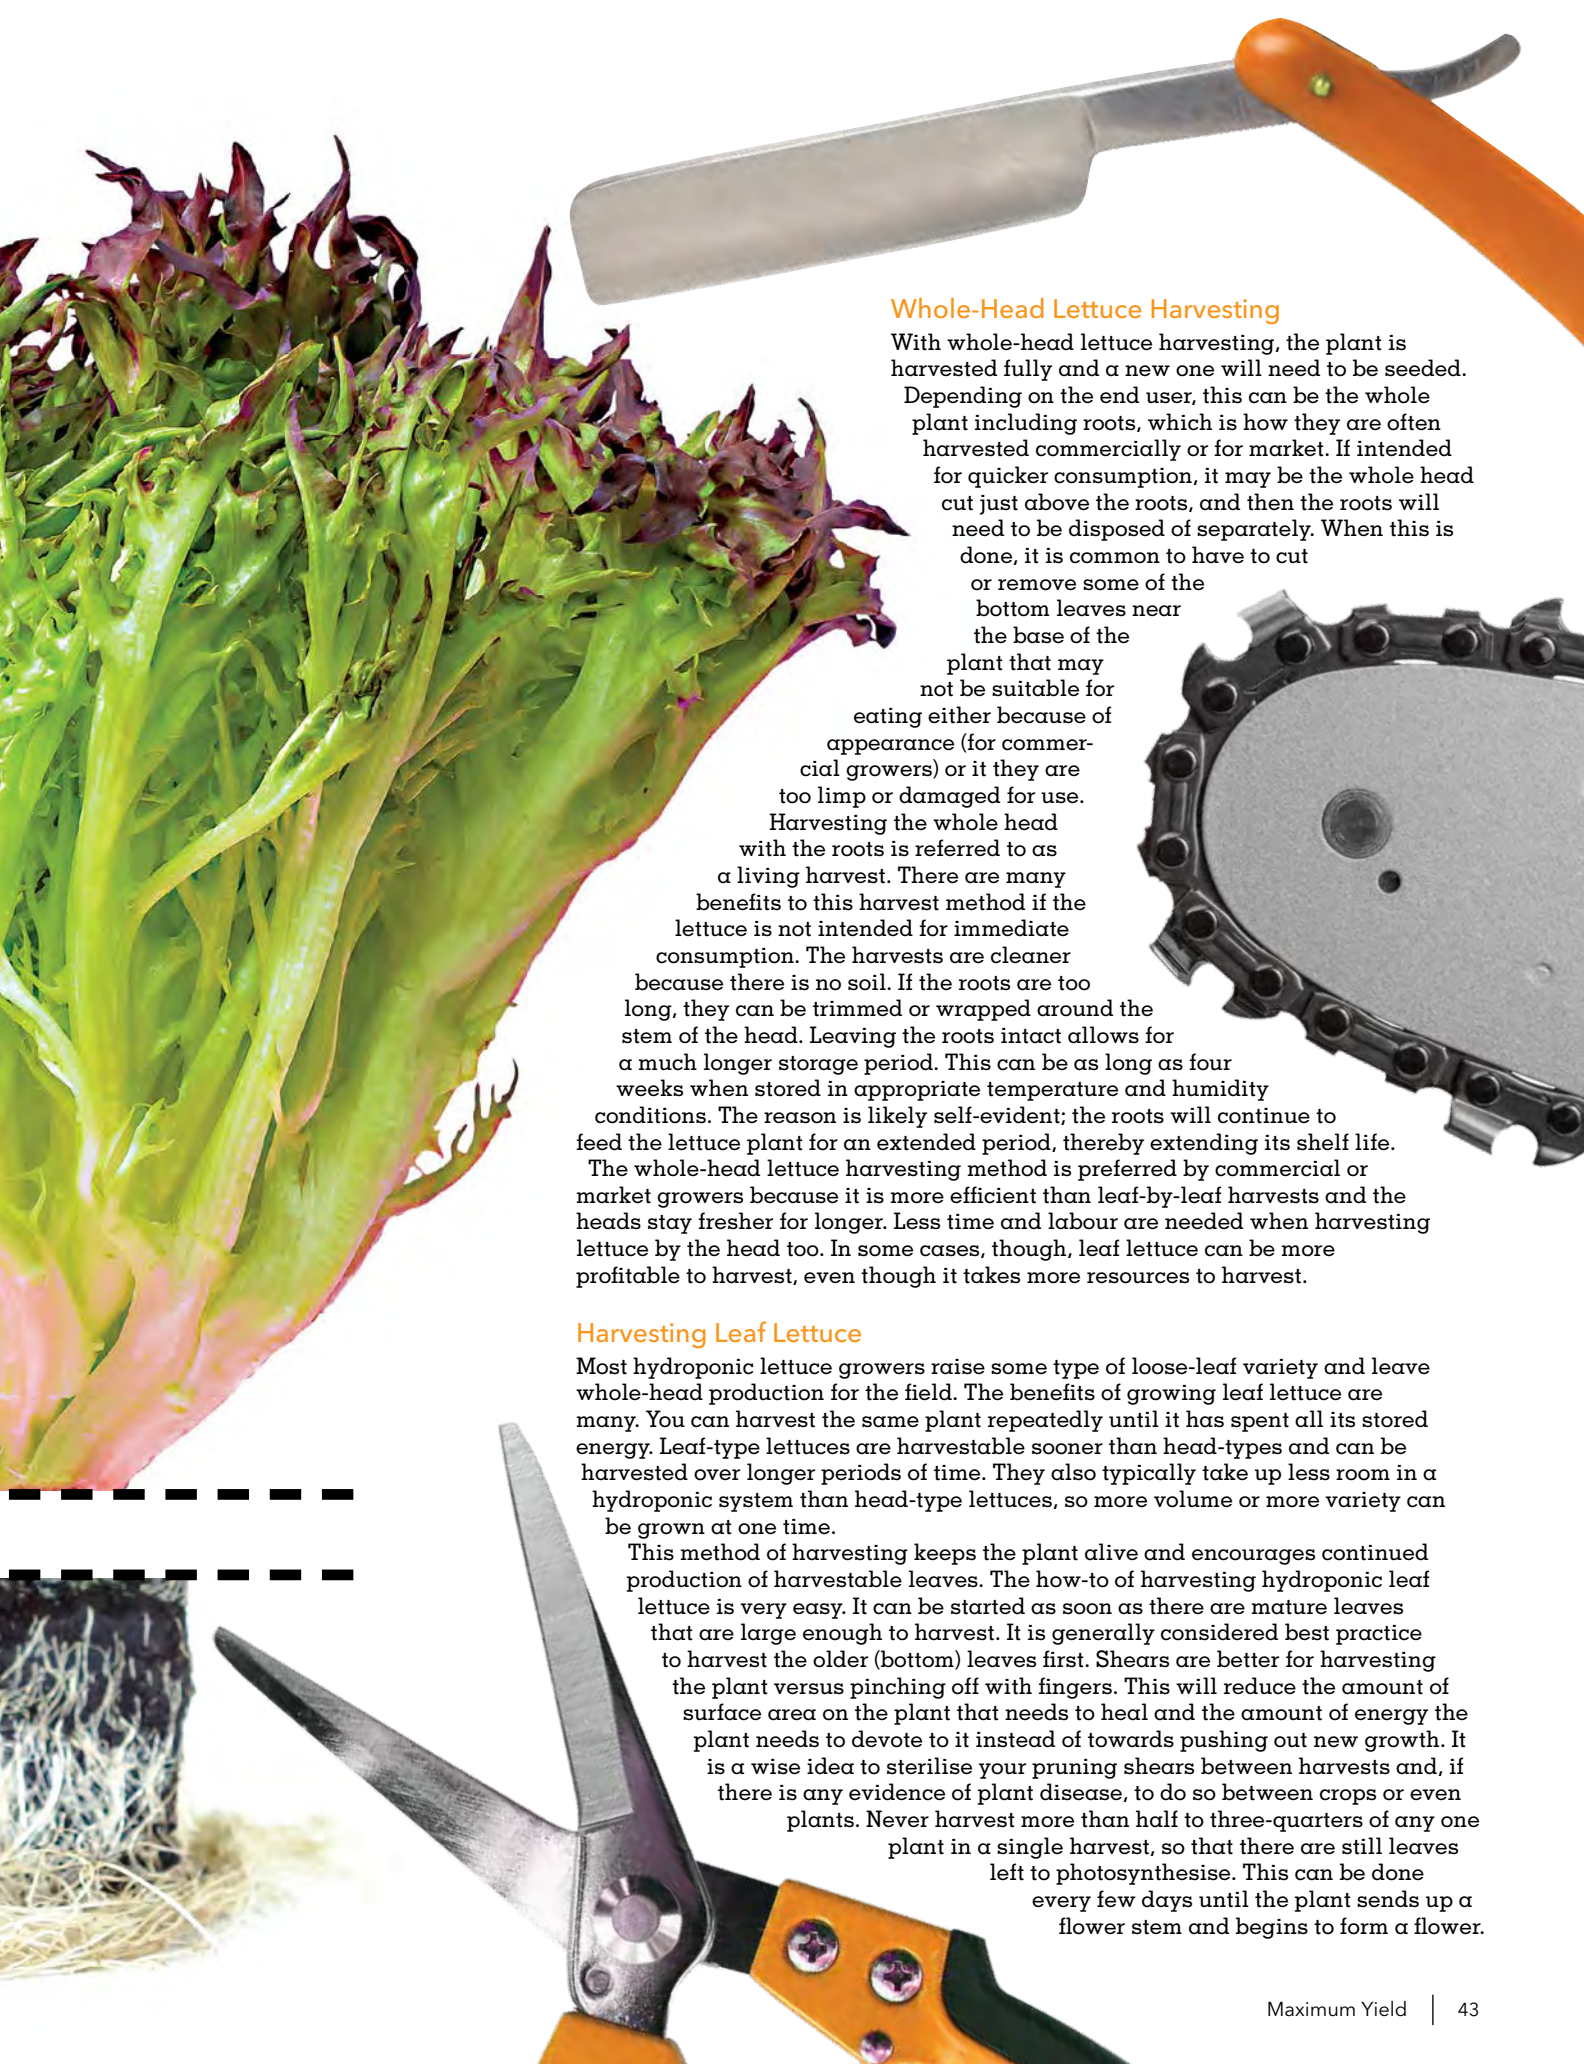 Whole-Head Lettuce Harvesting
With whole-head lettuce harvesting, the plant is
harvested fully and a new one will need to be seeded.
Depending on the end user, this can be the whole
plant including roots, which is how they are often
harvested commercially or for market. If intended
for quicker consumption, it may be the whole head
cut just above the roots, and then the roots will
need to be disposed of separately. When this is
done, it is common to have to cut
or remove some of the
bottom leaves near
the base of the
plant that may
not be suitable for
eating either because of
appearance (for commer-
cial growers) or it they are
too limp or damaged for use.
Harvesting the whole head
with the roots is referred to as
a living harvest. There are many
benefits to this harvest method if the
lettuce is not intended for immediate
consumption. The harvests are cleaner
because there is no soil. If the roots are too
long, they can be trimmed or wrapped around the
stem of the head. Leaving the roots intact allows for
a much longer storage period. This can be as long as four
weeks when stored in appropriate temperature and humidity
conditions. The reason is likely self-evident; the roots will continue to
feed the lettuce plant for an extended period, thereby extending its shelf life.
The whole-head lettuce harvesting method is preferred by commercial or
market growers because it is more efficient than leaf-by-leaf harvests and the
heads stay fresher for longer. Less time and labour are needed when harvesting
lettuce by the head too. In some cases, though, leaf lettuce can be more
profitable to harvest, even though it takes more resources to harvest.
Harvesting Leaf Lettuce
Most hydroponic lettuce growers raise some type of loose-leaf variety and leave
whole-head production for the field. The benefits of growing leaf lettuce are
many. You can harvest the same plant repeatedly until it has spent all its stored
energy. Leaf-type lettuces are harvestable sooner than head-types and can be
harvested over longer periods of time. They also typically take up less room in a
hydroponic system than head-type lettuces, so more volume or more variety can
be grown at one time.
This method of harvesting keeps the plant alive and encourages continued
production of harvestable leaves. The how-to of harvesting hydroponic leaf
lettuce is very easy. It can be started as soon as there are mature leaves
that are large enough to harvest. It is generally considered best practice
to harvest the older (bottom) leaves first. Shears are better for harvesting
the plant versus pinching off with fingers. This will reduce the amount of
surface area on the plant that needs to heal and the amount of energy the
plant needs to devote to it instead of towards pushing out new growth. It
is a wise idea to sterilise your pruning shears between harvests and, if
there is any evidence of plant disease, to do so between crops or even
plants. Never harvest more than half to three-quarters of any one
plant in a single harvest, so that there are still leaves
left to photosynthesise. This can be done
every few days until the plant sends up a
flower stem and begins to form a flower.
Maximum Yield | 43